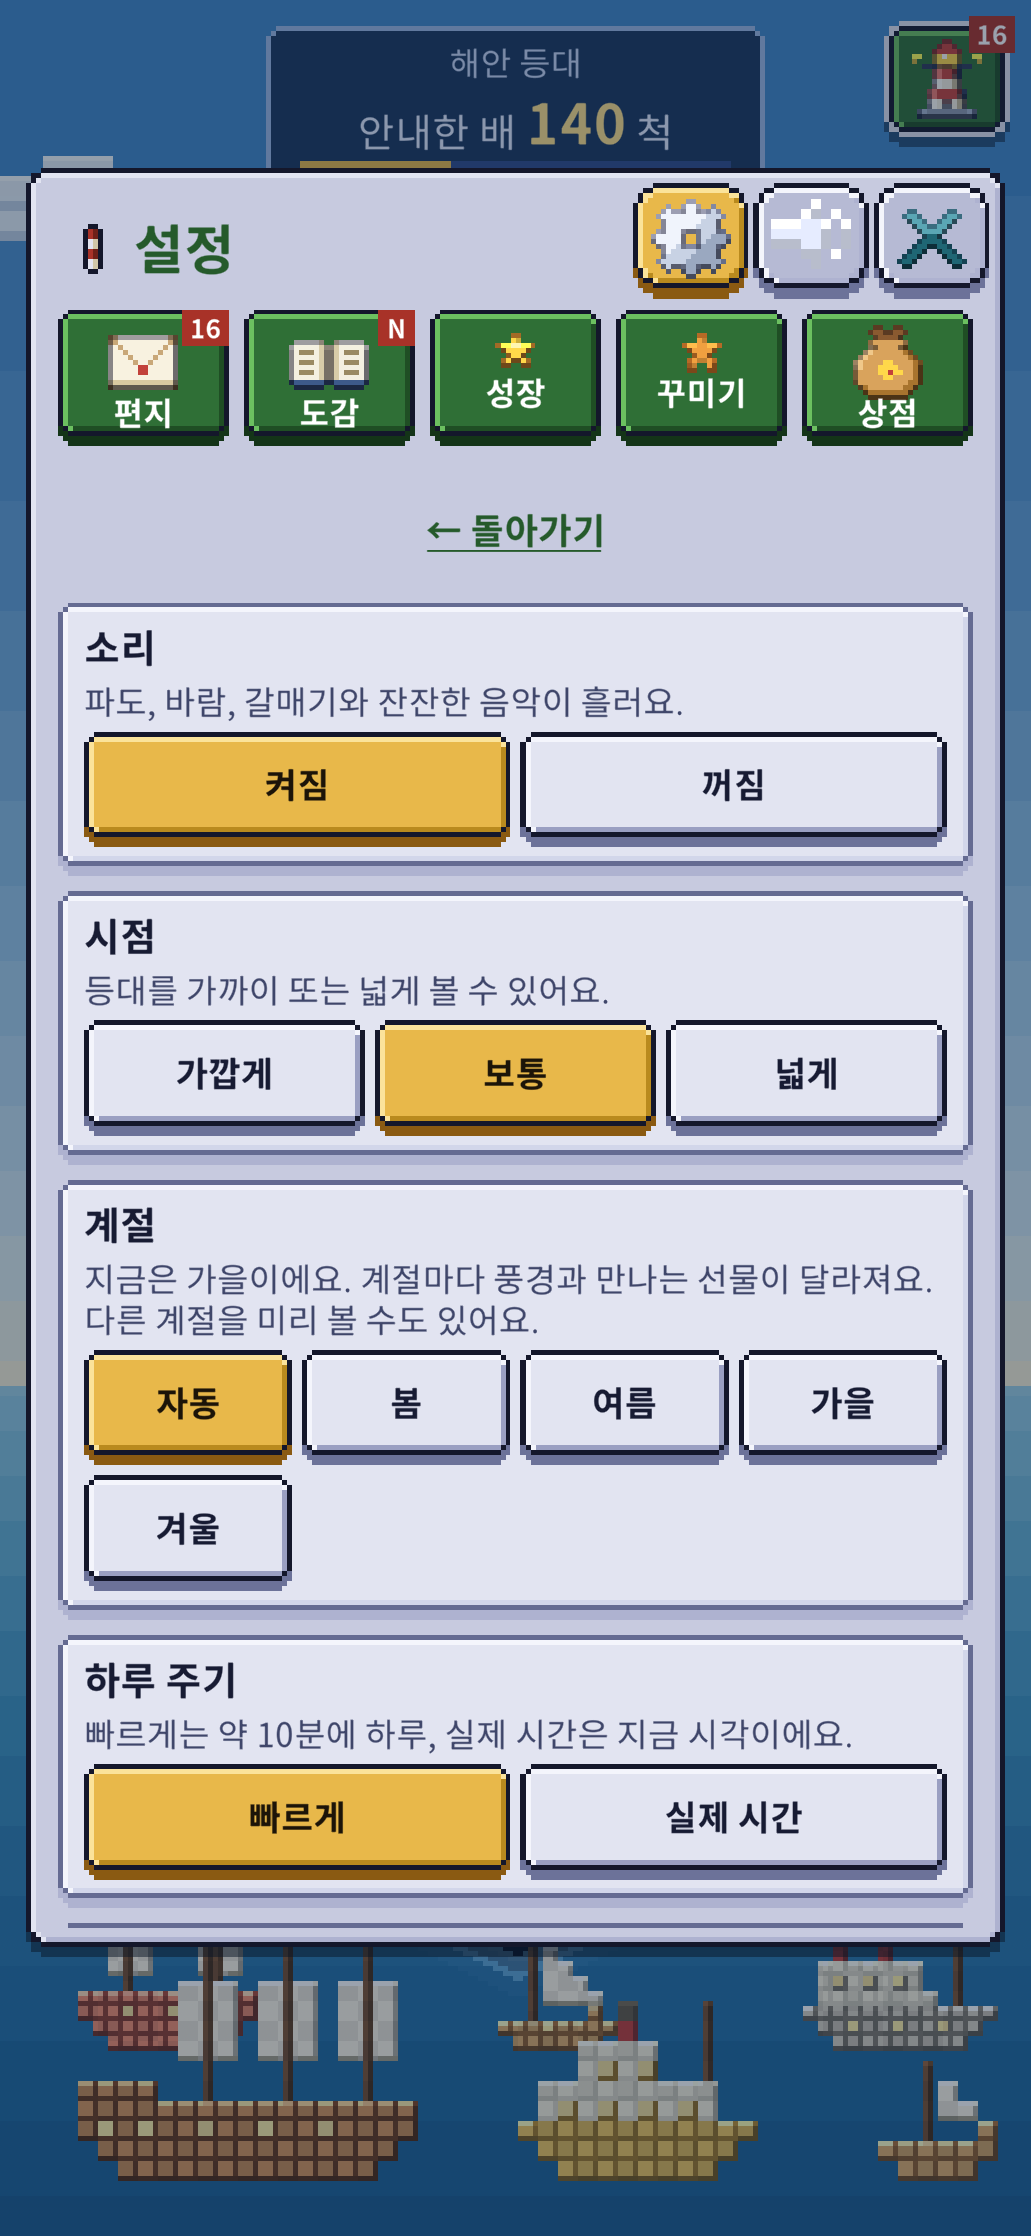 해안 등대
16
안내한 배 140 척
설정
16
N
편지
도감
성장
꾸미기
상점
← 돌아가기
소리
파도, 바람, 갈매기와 잔잔한 음악이 흘러요.
켜짐
꺼짐
시점
등대를 가까이 또는 넓게 볼 수 있어요.
가깝게
보통
넓게
계절
지금은 가을이에요. 계절마다 풍경과 만나는 선물이 달라져요.
다른 계절을 미리 볼 수도 있어요.
자동
봄
여름
가을
겨울
하루 주기
빠르게는 약 10분에 하루, 실제 시간은 지금 시각이에요.
빠르게
실제 시간